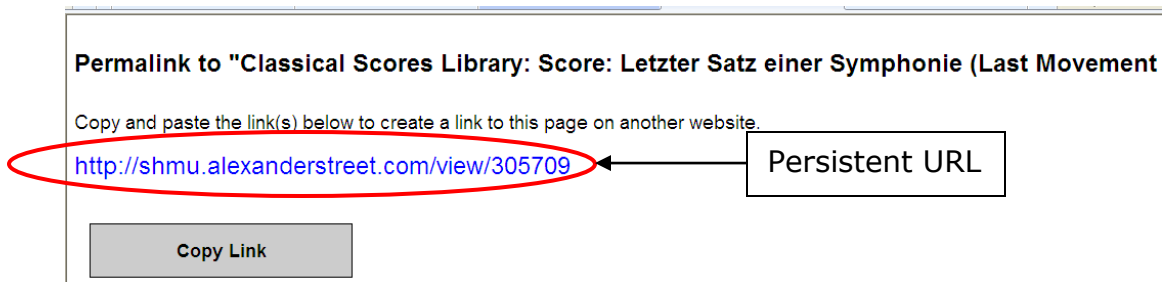 Permalink to "Classical Scores Library: Score: Letzter Satz einer Symphonie (Last Movement
Copy and paste the link(s) below to create a link to this page on another website.
http://shmu.alexanderstreet.com/view/305709
Persistent URL
Copy Link